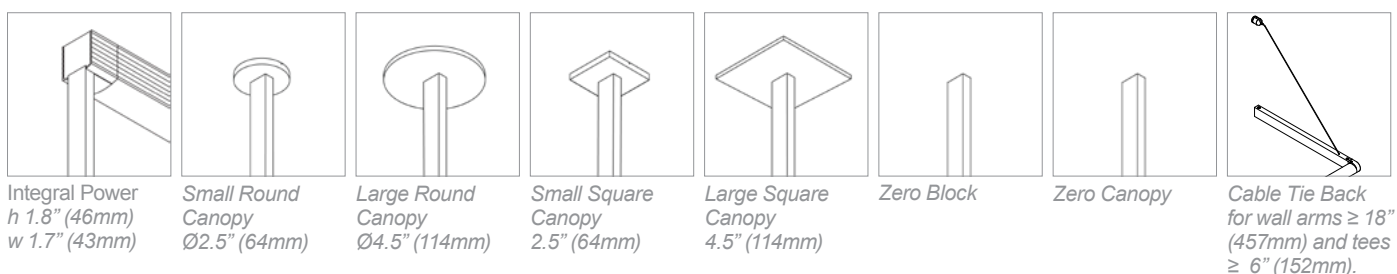 Integral Power
h 1.8” (46mm)
w 1.7” (43mm)
Small Round
Canopy
Ø2.5” (64mm)
Large Round
Canopy
Ø4.5” (114mm)
Small Square
Canopy
2.5” (64mm)
Large Square
Canopy
4.5” (114mm)
Zero Block
Zero Canopy
Cable Tie Back
for wall arms ≥ 18”
(457mm) and tees
≥ 6” (152mm).